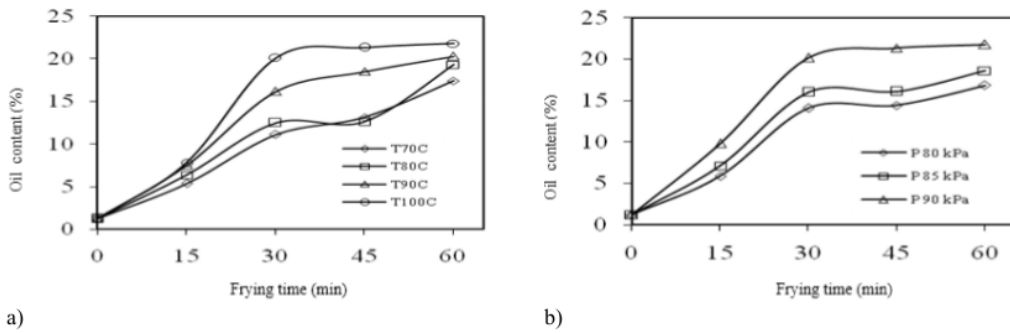 25
20
15
10
5
0
Oil content (%)
T70C
T80C
T90C
T100C
0 15 30 45 60
Frying time (min)
a)
25
20
15
10
5
0
Oil content (%)
P 80 kPa
P 85 kPa
P 90 kPa
0 15 30 45 60
Frying time (min)
b)